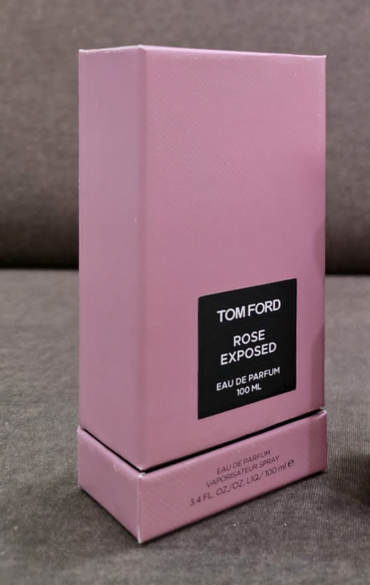 TOM FORD
ROSE
EXPOSED
EAU DE PARFUM
100 ML
EAU DE PARFUM
VAPORISATEUR SPRAY
3.4 FL. OZ./OZ. LIQ./ 100 ml ℮